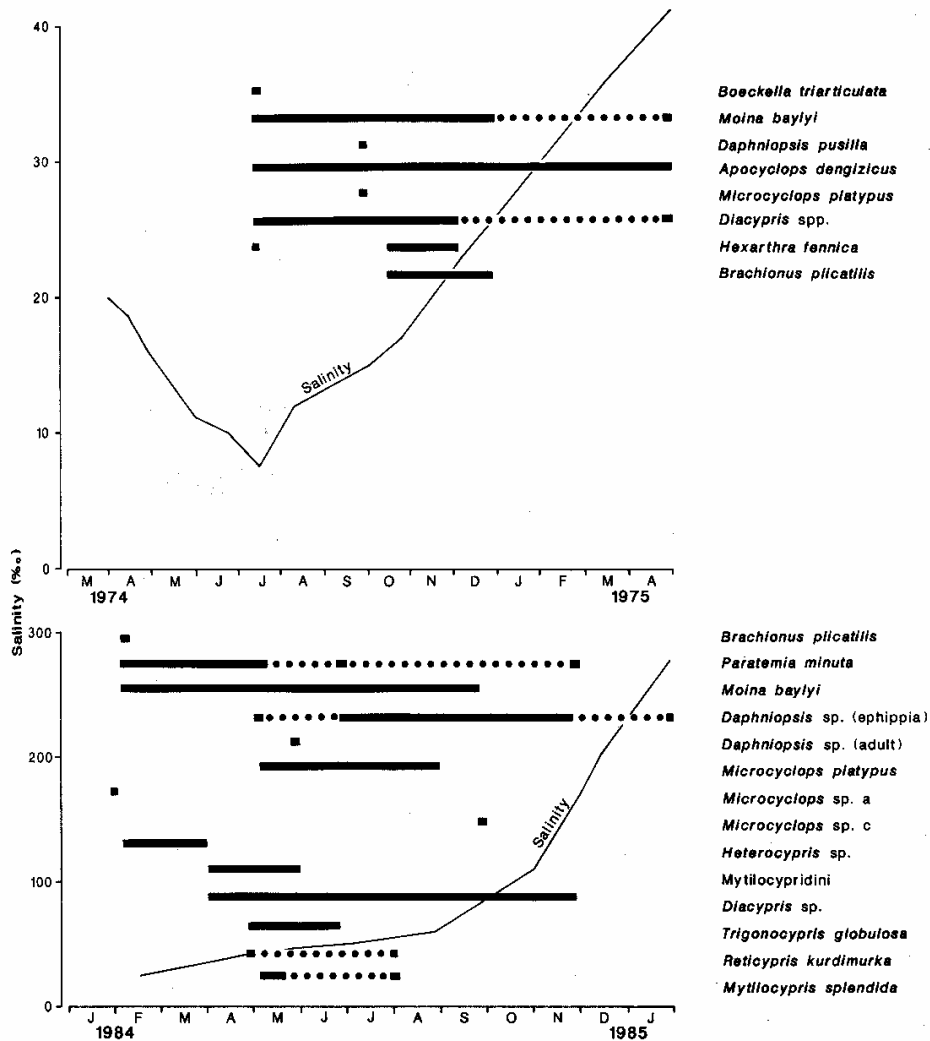 40
30
20
10
0
Boeckella triarticulata
Moina baylyi
Daphniopsis pusilla
Apocyclops dengizicus
Microcyclops platypus
Diacypris spp.
Hexarthra fennica
Brachionus plicatilis
Salinity
M A M J J A S O N D J F M A
1974 1975
Salinity (‰)
300
200
100
0
Brachionus plicatilis
Paratemia minuta
Moina baylyi
Daphniopsis sp. (ephippia)
Daphniopsis sp. (adult)
Microcyclops platypus
Microcyclops sp. a
Microcyclops sp. c
Heterocypris sp.
Mytilocypridini
Diacypris sp.
Trigonocypris globulosa
Reticypris kurdimurka
Mytilocypris splendida
Salinity
J F M A M J J A S O N D J
1984 1985